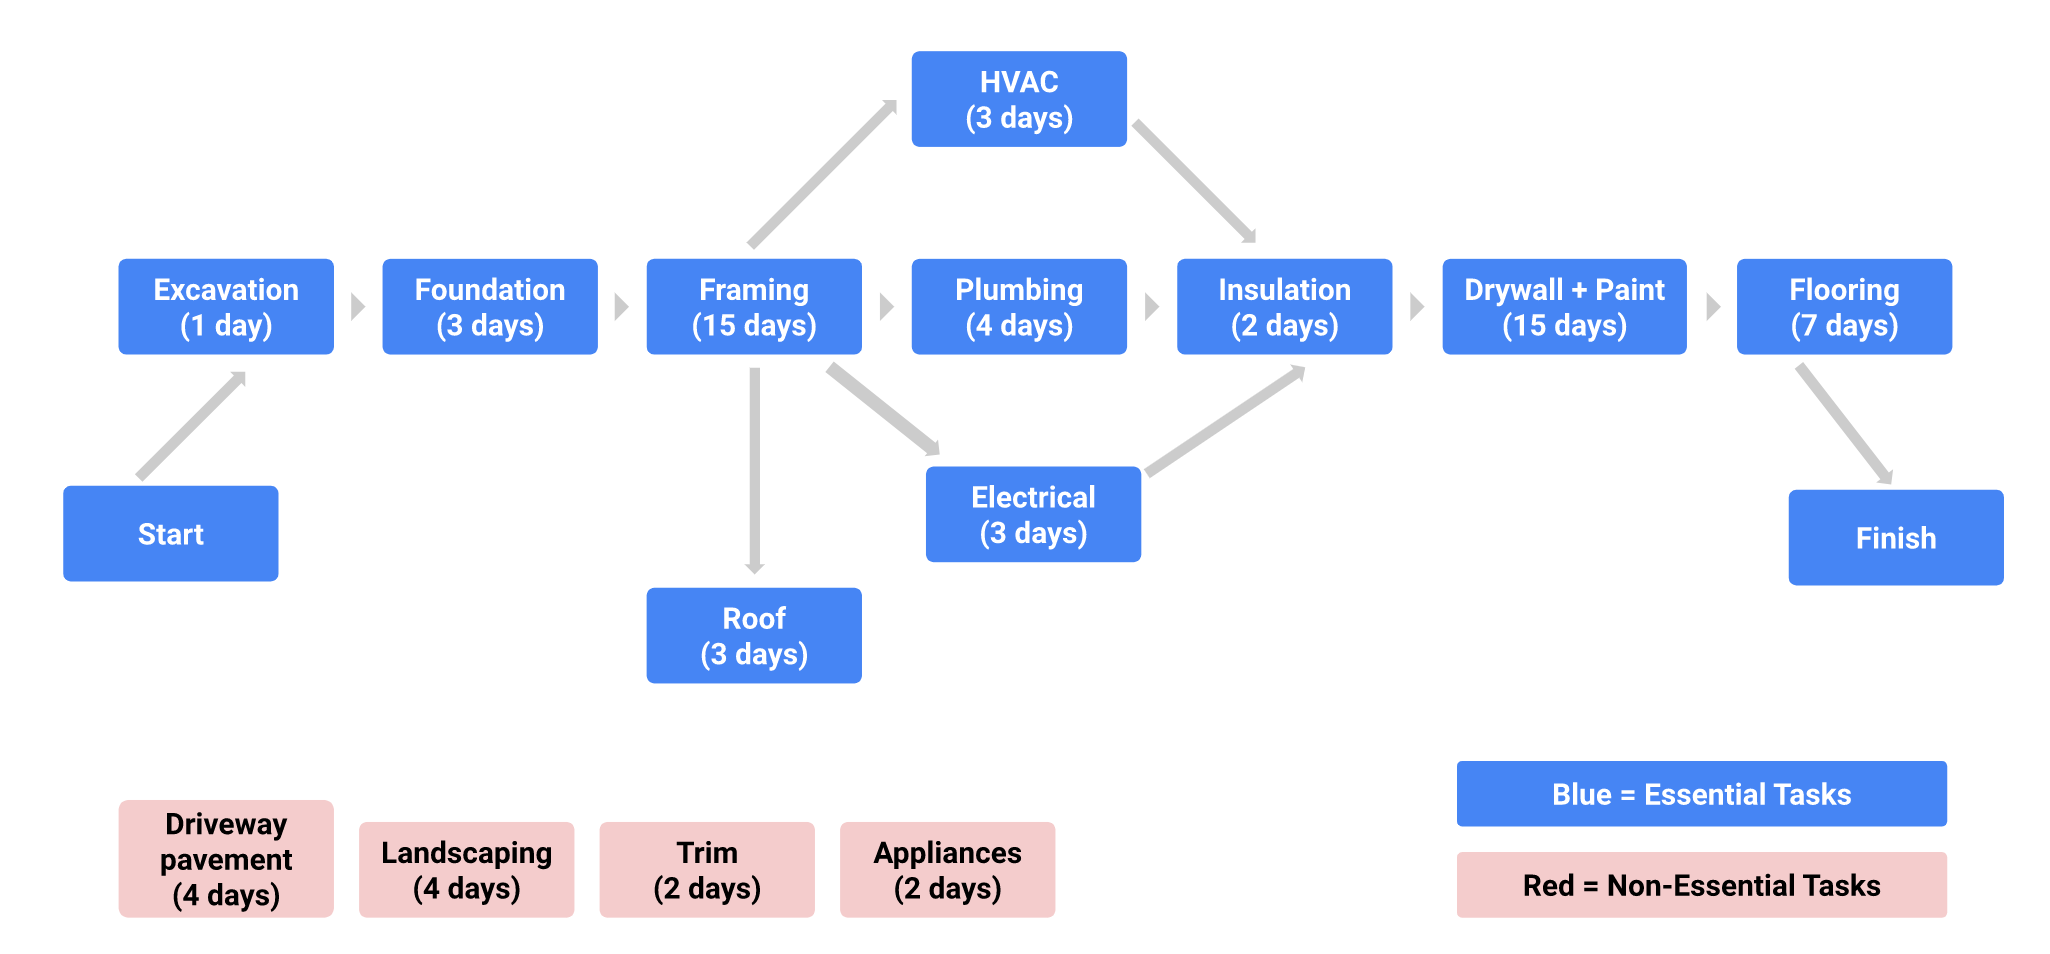 HVAC
(3 days)
Excavation
(1 day)
Foundation
(3 days)
Framing
(15 days)
Plumbing
(4 days)
Insulation
(2 days)
Drywall + Paint
(15 days)
Flooring
(7 days)
Start
Electrical
(3 days)
Finish
Roof
(3 days)
Driveway
pavement
(4 days)
Landscaping
(4 days)
Trim
(2 days)
Appliances
(2 days)
Blue = Essential Tasks
Red = Non-Essential Tasks